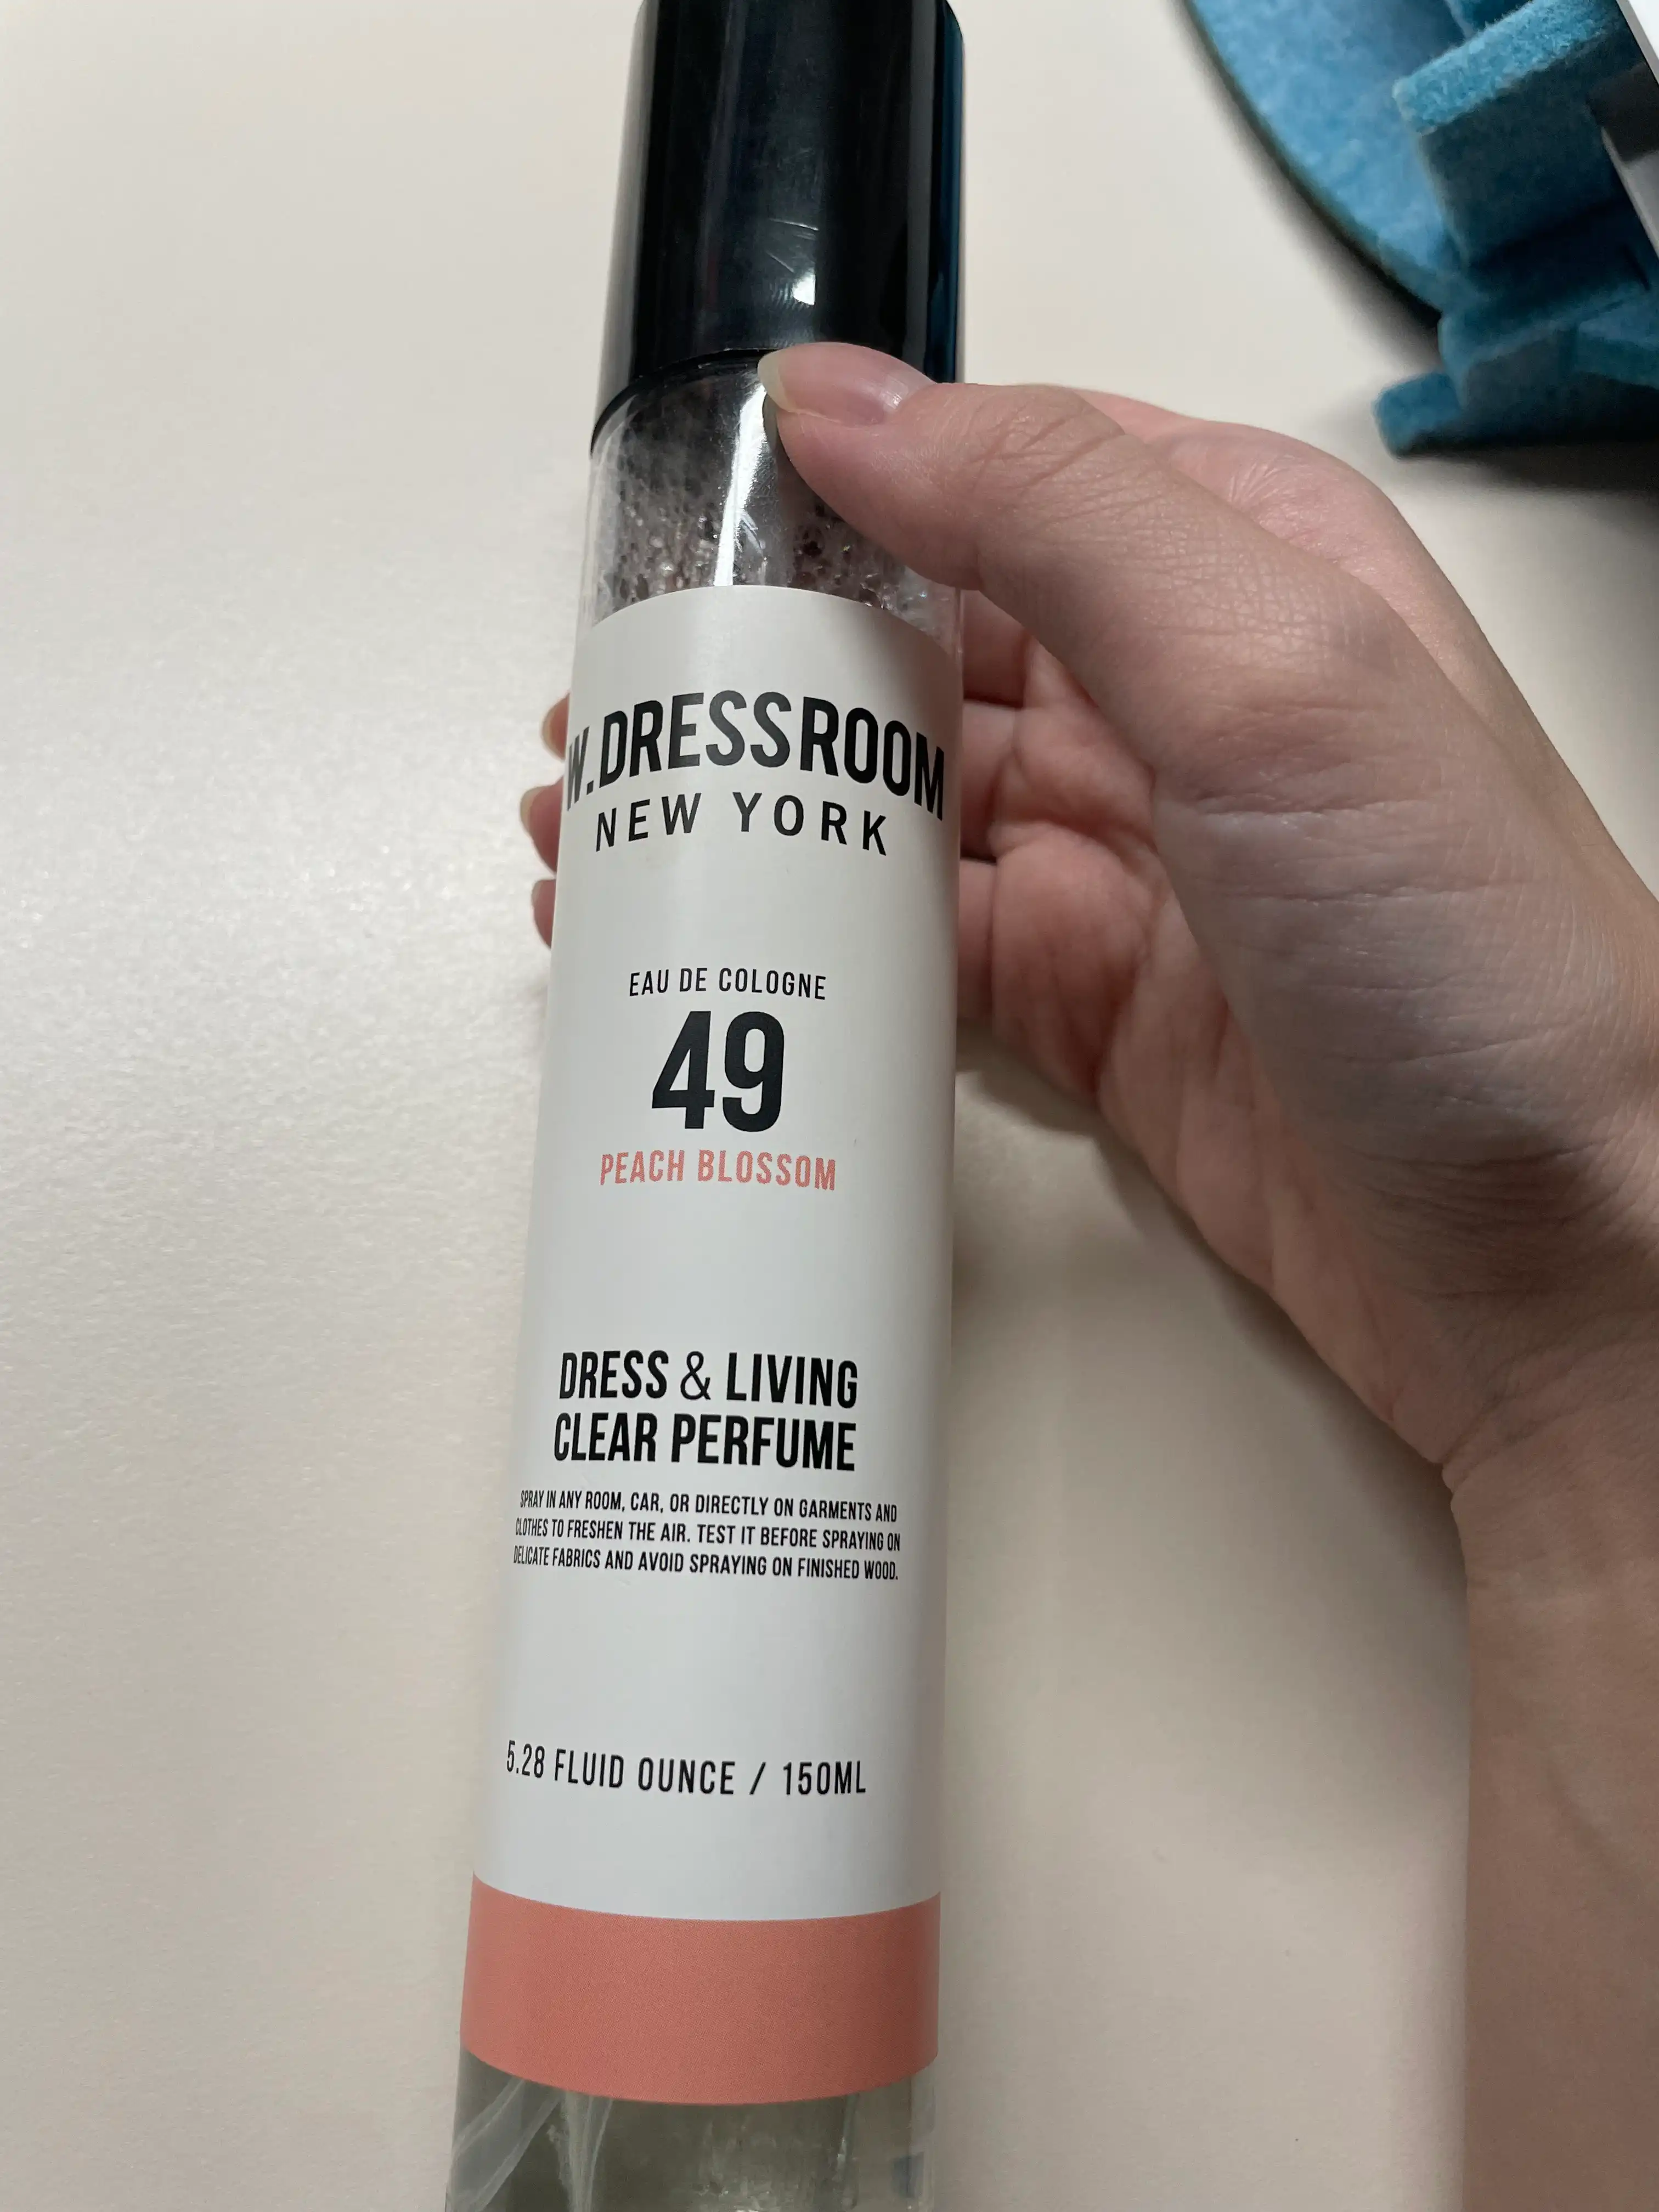 W.DRESSROOM
NEW YORK
EAU DE COLOGNE
49
PEACH BLOSSOM
DRESS & LIVING
CLEAR PERFUME
SPRAY IN ANY ROOM, CAR, OR DIRECTLY ON GARMENTS AND
CLOTHES TO FRESHEN THE AIR. TEST IT BEFORE SPRAYING ON
DELICATE FABRICS AND AVOID SPRAYING ON FINISHED WOOD.
5.28 FLUID OUNCE / 150ML